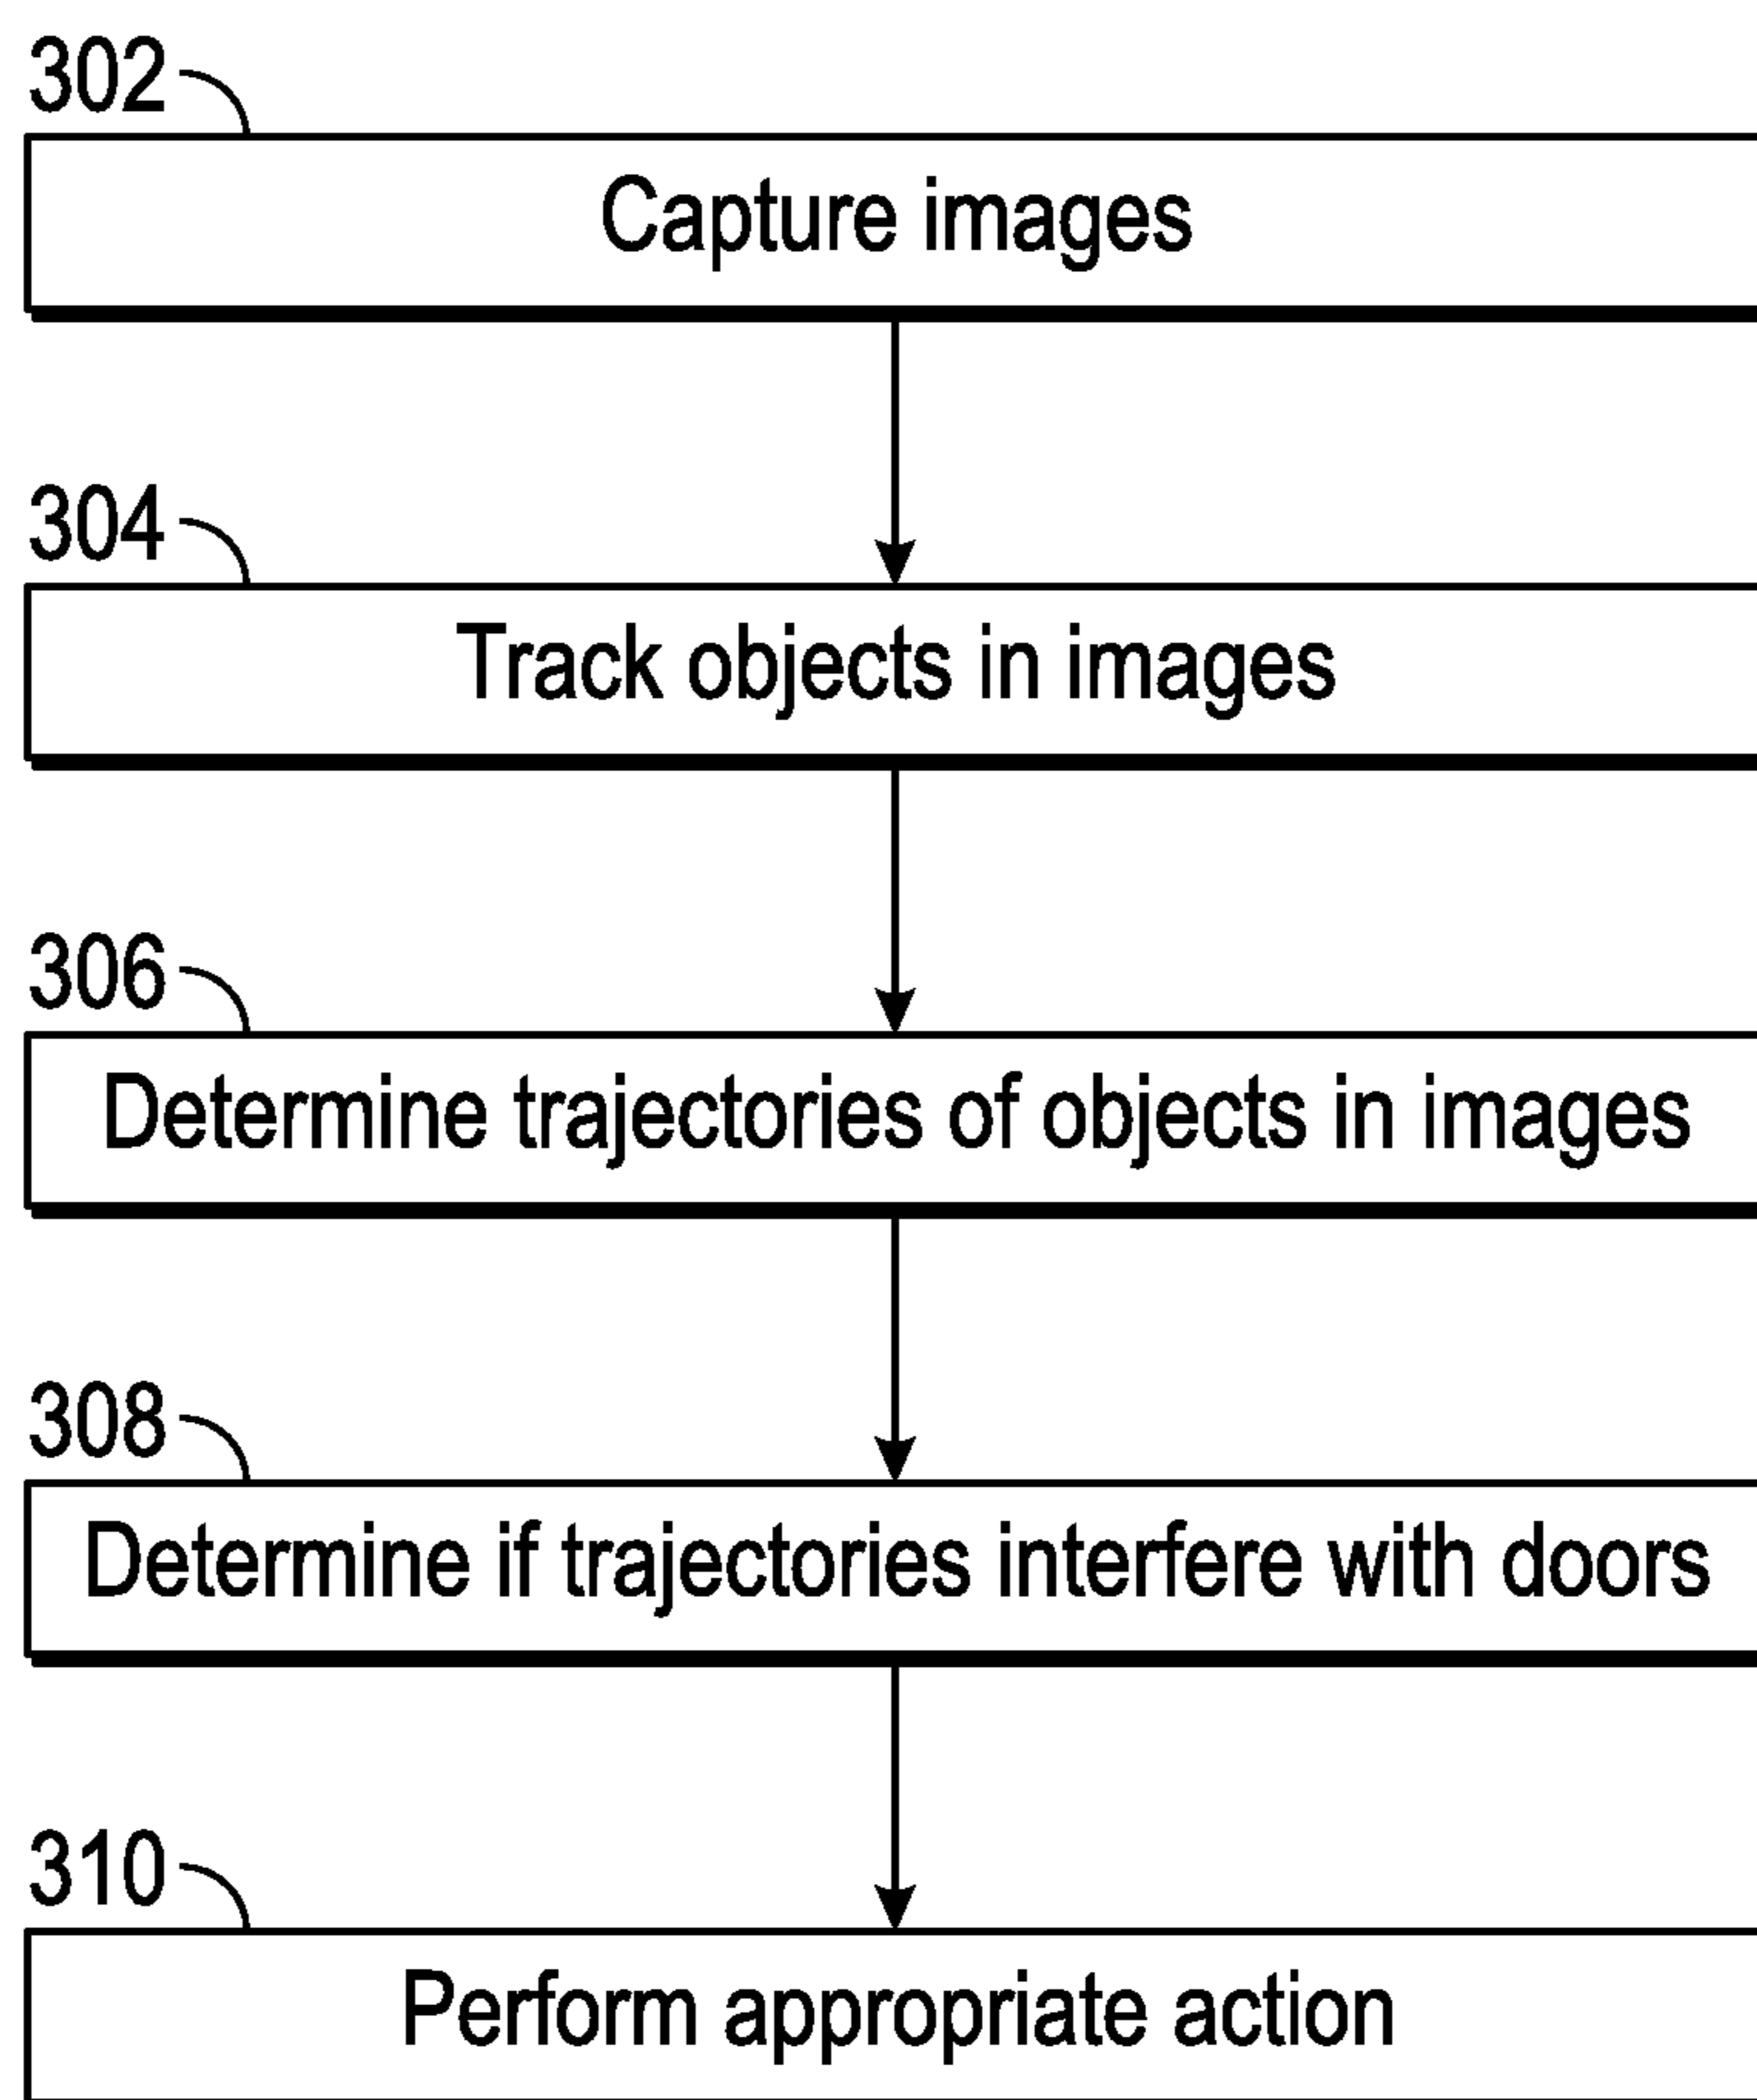 302
Capture images
304
Track objects in images
306
Determine trajectories of objects in images
308
Determine if trajectories interfere with doors
310
Perform appropriate action